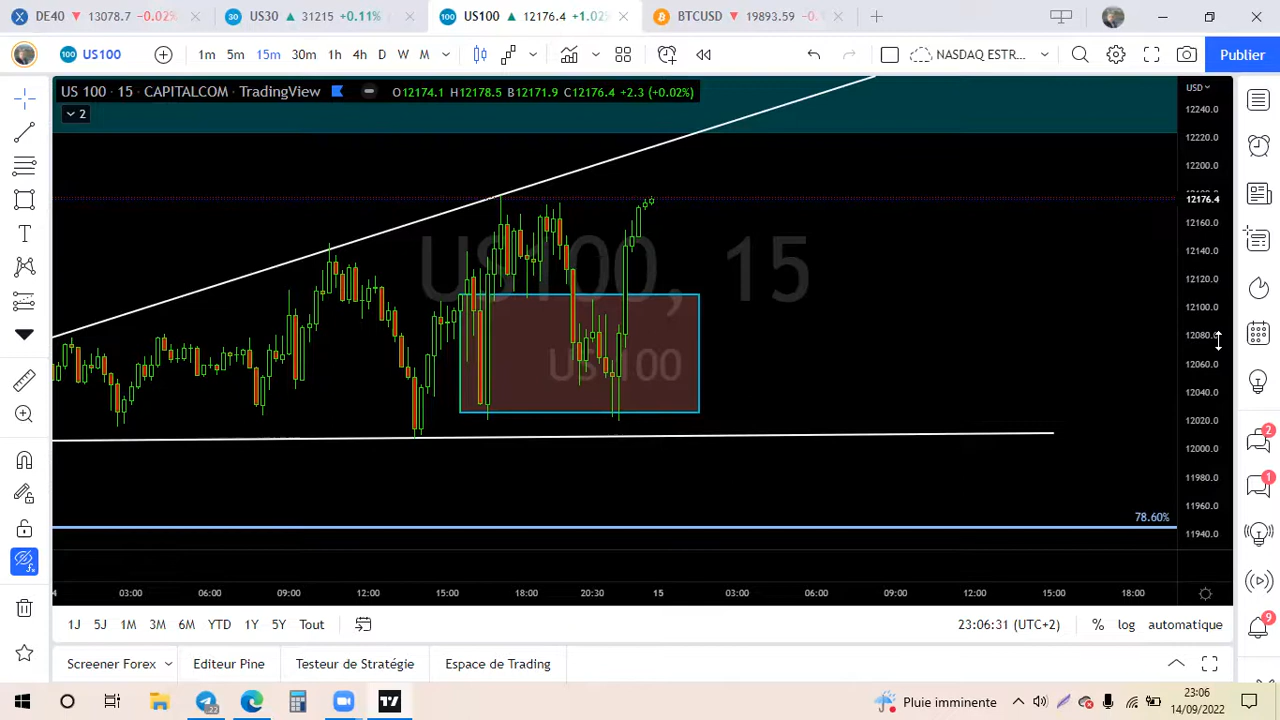 DE40 ▼ 13078.7 −0.02%
US30 ▲ 31215 +0.11%
US100 ▲ 12176.4 +1.02%
BTCUSD ▼ 19893.59
US100
1m 5m 15m 30m 1h 4h D W M
NASDAQ ESTR...
Publier
US 100 · 15 · CAPITALCOM · TradingView
O12174.1 H12178.5 B12171.9 C12176.4 +2.3 (+0.02%)
2
USD
12240.0
12220.0
12200.0
12176.4
12160.0
12140.0
12120.0
12100.0
12080.0
12060.0
12040.0
12020.0
12000.0
11980.0
11960.0
11940.0
US100, 15
US 100
78.60%
4 03:00 06:00 09:00 12:00 15:00 18:00 20:30 15 03:00 06:00 09:00 12:00 15:00 18:00
1J 5J 1M 3M 6M YTD 1Y 5Y Tout
23:06:31 (UTC+2) % log automatique
Screener Forex Editeur Pine Testeur de Stratégie Espace de Trading
2
1
9
22
Pluie imminente
23:06
14/09/2022